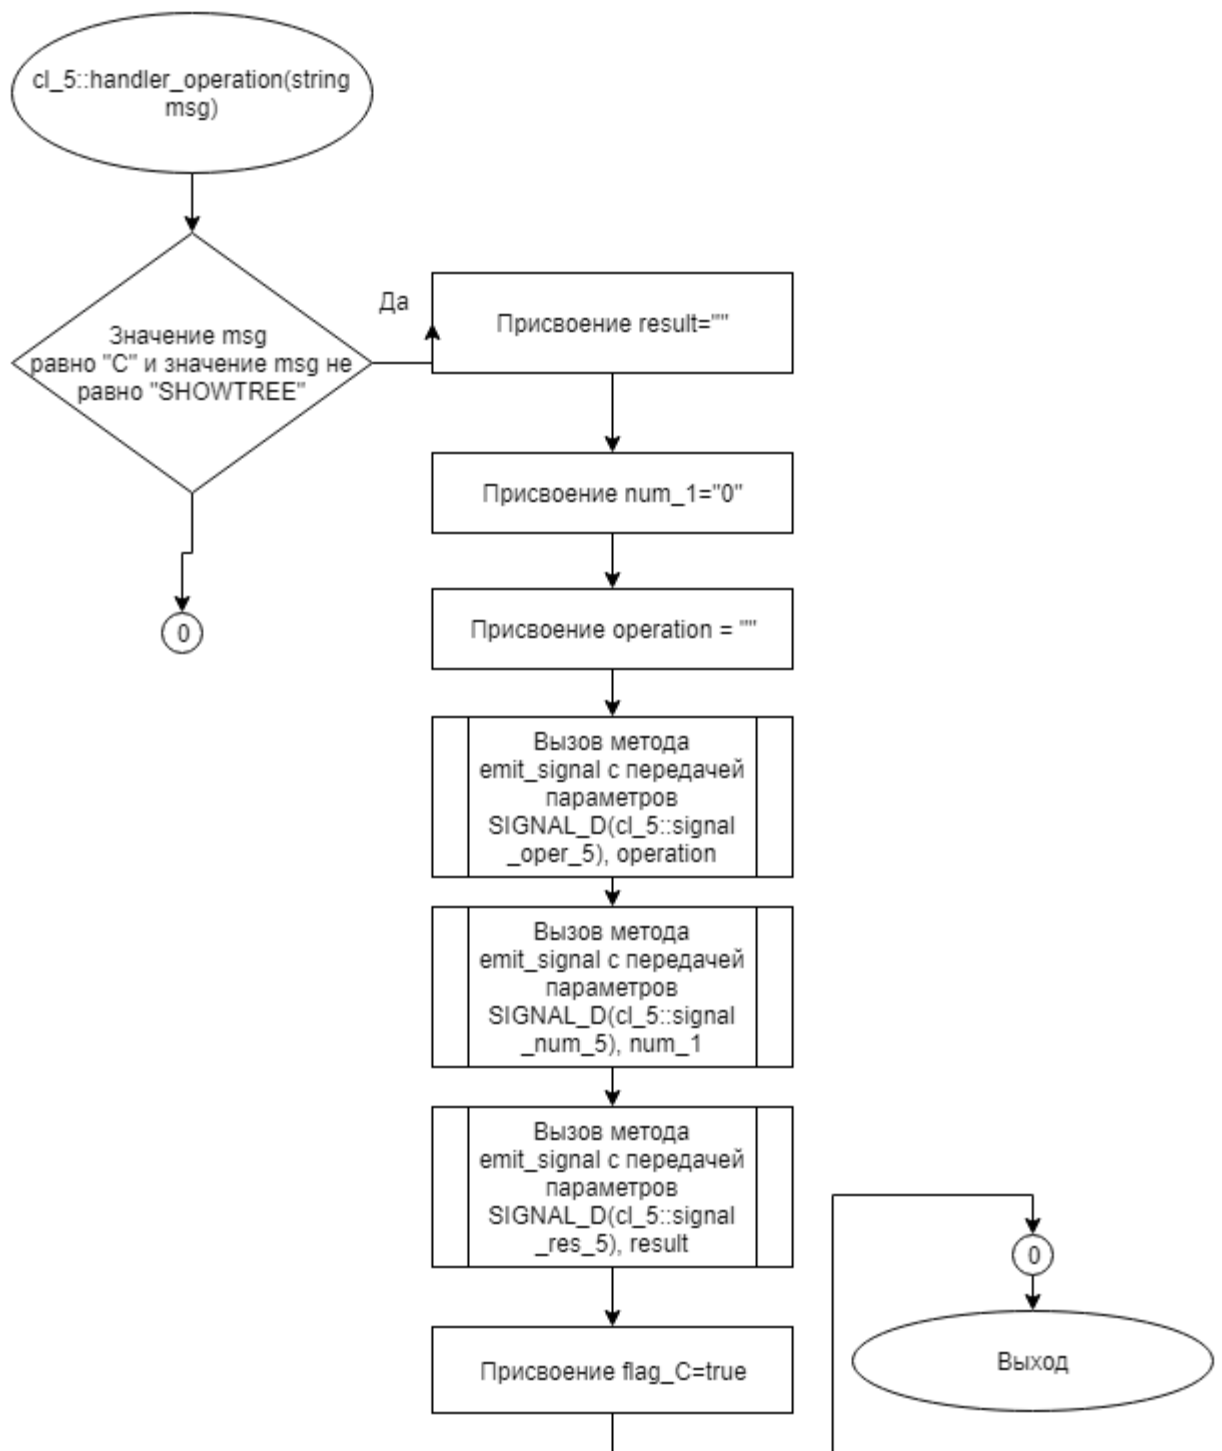 cl_5::handler_operation(string
msg)
Да
Значение msg
равно "C" и значение msg не
равно "SHOWTREE"
Присвоение result=""
Присвоение num_1="0"
0
Присвоение operation = ""
Вызов метода
emit_signal с передачей
параметров
SIGNAL_D(cl_5::signal
_oper_5), operation
Вызов метода
emit_signal с передачей
параметров
SIGNAL_D(cl_5::signal
_num_5), num_1
Вызов метода
emit_signal с передачей
параметров
SIGNAL_D(cl_5::signal
_res_5), result
Присвоение flag_C=true
0
Выход